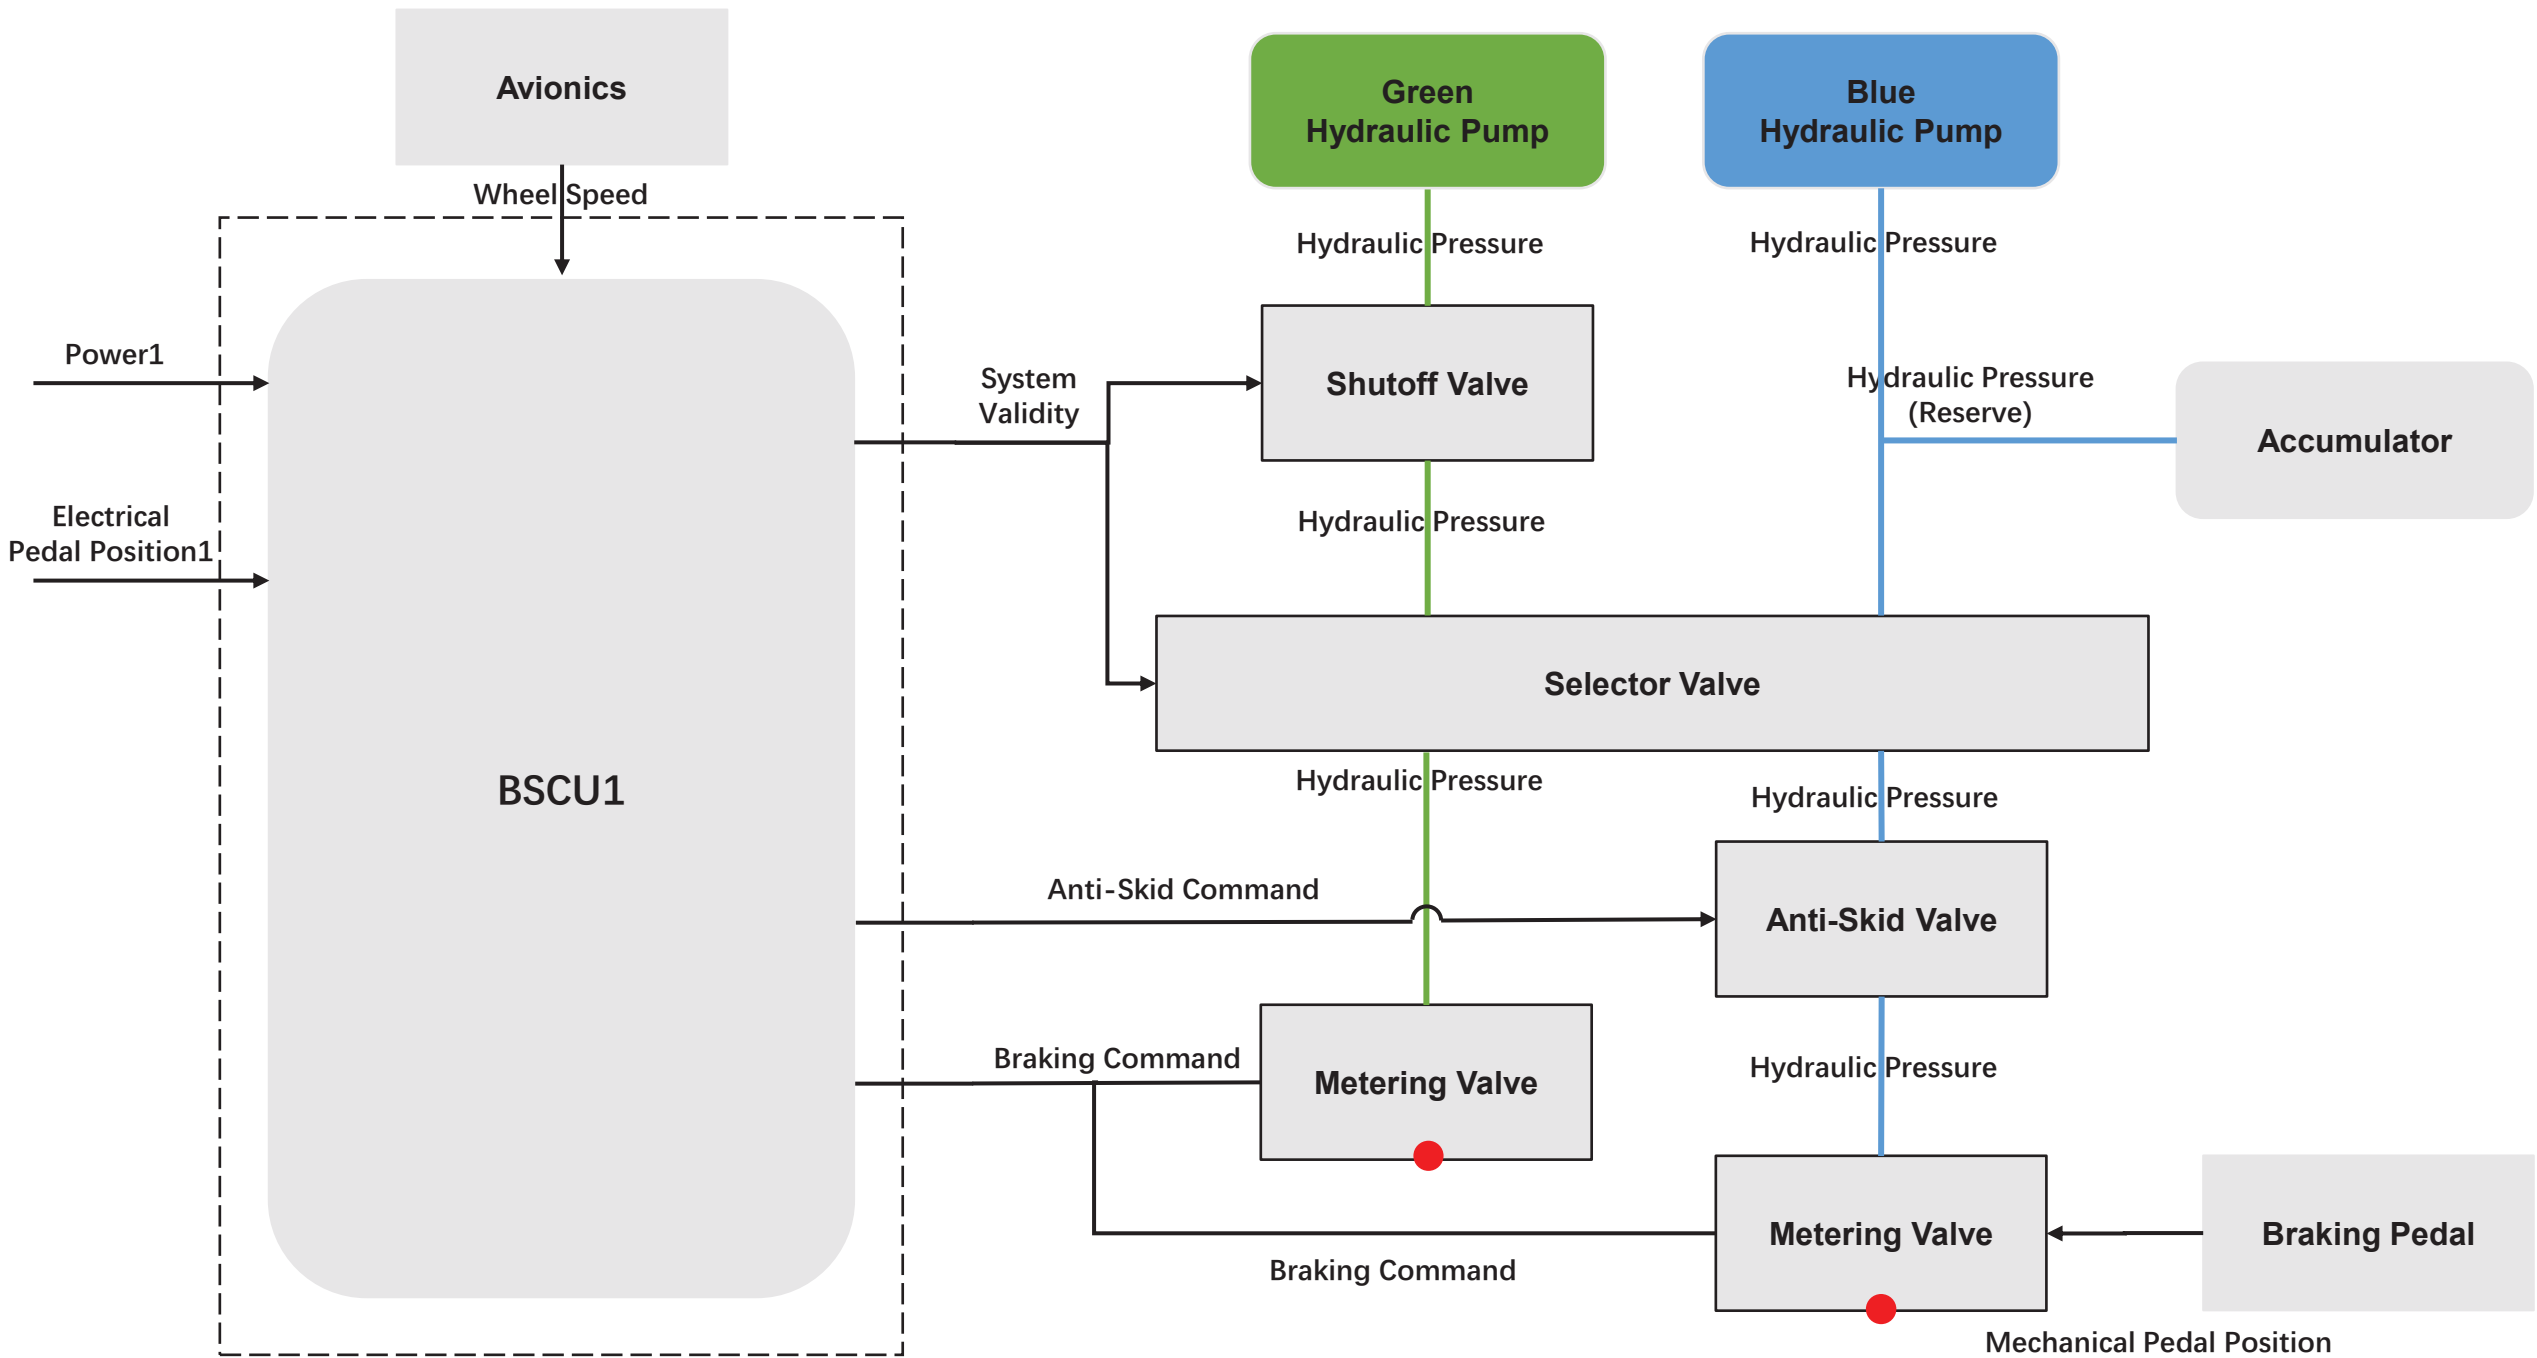 Avionics
Green
Hydraulic Pump
Blue
Hydraulic Pump
Wheel Speed
Hydraulic Pressure
Hydraulic Pressure
Power1
System
Validity
Shutoff Valve
Hydraulic Pressure
(Reserve)
Accumulator
Electrical
Pedal Position1
Hydraulic Pressure
Selector Valve
BSCU1
Hydraulic Pressure
Hydraulic Pressure
Anti-Skid Command
Anti-Skid Valve
Braking Command
Metering Valve
Hydraulic Pressure
Metering Valve
Braking Pedal
Braking Command
Mechanical Pedal Position